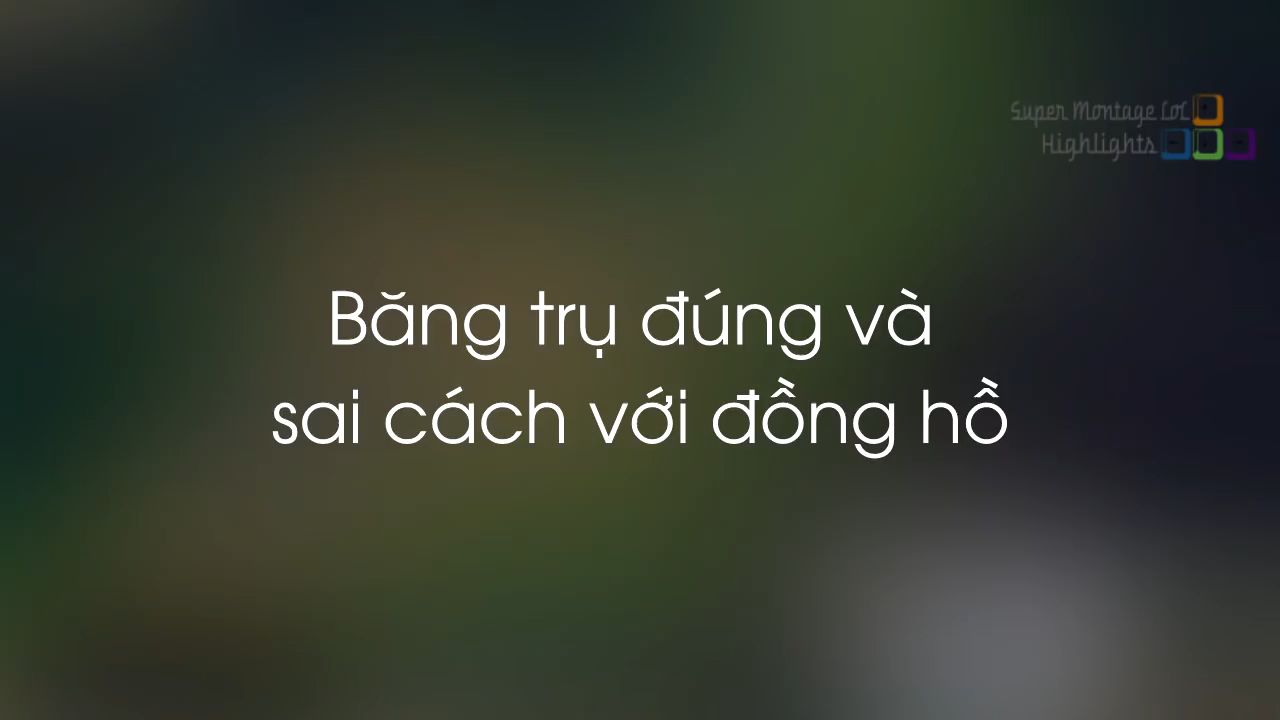 Super Montage LoL
Highlights
Băng trụ đúng và
sai cách với đồng hồ